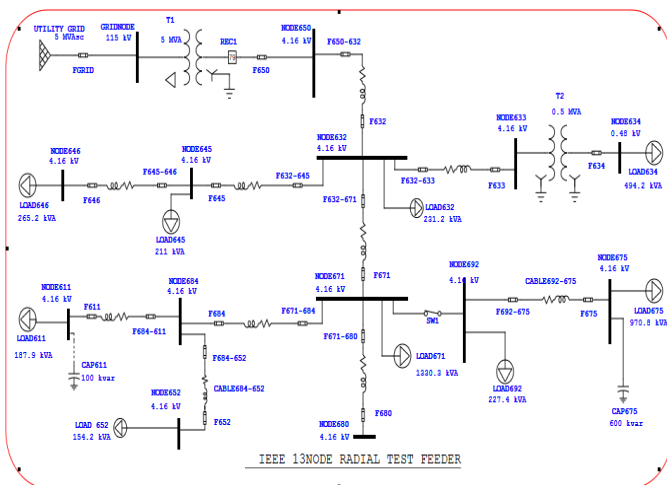 UTILITY GRID
5 MVAsc
FGRID
GRIDNODE
115 kV
T1
5 MVA
REC1
79
F650
NODE650
4.16 kV
F650-632
F632
NODE646
4.16 kV
LOAD646
265.2 kVA
F646
F645-646
NODE645
4.16 kV
LOAD645
211 kVA
F645
F632-645
NODE632
4.16 kV
F632-671
LOAD632
231.2 kVA
F632-633
F633
NODE633
4.16 kV
T2
0.5 MVA
F634
NODE634
0.48 kV
LOAD634
494.2 kVA
NODE611
4.16 kV
LOAD611
187.9 kVA
F611
F684-611
CAP611
100 kvar
NODE684
4.16 kV
F684
F671-684
F684-652
CABLE684-652
NODE652
4.16 kV
F652
LOAD 652
154.2 kVA
NODE671
4.16 kV
F671
F671-680
LOAD671
1330.3 kVA
F680
NODE680
4.16 kV
SW1
NODE692
4.16 kV
LOAD692
227.4 kVA
F692-675
CABLE692-675
F675
NODE675
4.16 kV
LOAD675
970.8 kVA
CAP675
600 kvar
IEEE 13NODE RADIAL TEST FEEDER